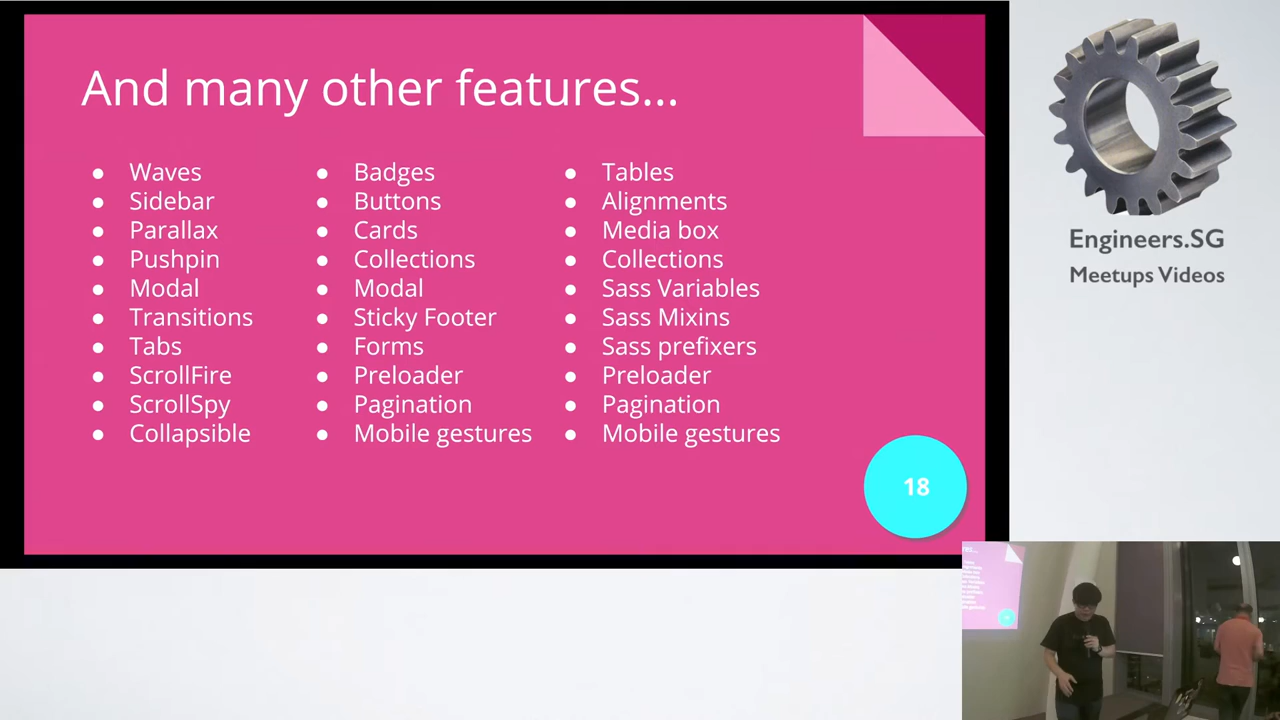 And many other features...
Waves
Sidebar
Parallax
Pushpin
Modal
Transitions
Tabs
ScrollFire
ScrollSpy
Collapsible
Badges
Buttons
Cards
Collections
Modal
Sticky Footer
Forms
Preloader
Pagination
Mobile gestures
Tables
Alignments
Media box
Collections
Sass Variables
Sass Mixins
Sass prefixers
Preloader
Pagination
Mobile gestures
18
Engineers.SG
Meetups Videos